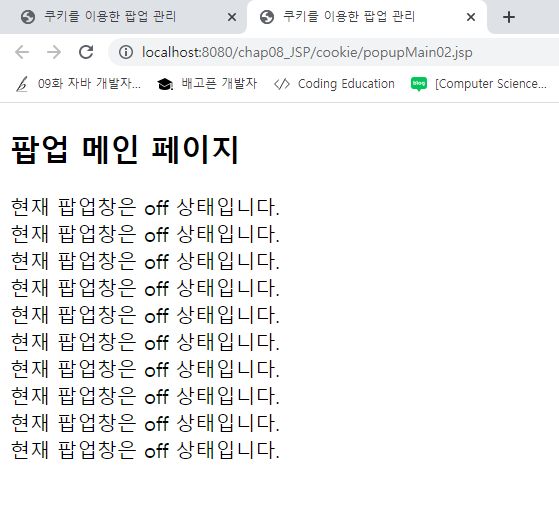 쿠키를 이용한 팝업 관리
쿠키를 이용한 팝업 관리
localhost:8080/chap08_JSP/cookie/popupMain02.jsp
09화 자바 개발자...
배고픈 개발자
Coding Education
blog
[Computer Science...
팝업 메인 페이지
현재 팝업창은 off 상태입니다.
현재 팝업창은 off 상태입니다.
현재 팝업창은 off 상태입니다.
현재 팝업창은 off 상태입니다.
현재 팝업창은 off 상태입니다.
현재 팝업창은 off 상태입니다.
현재 팝업창은 off 상태입니다.
현재 팝업창은 off 상태입니다.
현재 팝업창은 off 상태입니다.
현재 팝업창은 off 상태입니다.